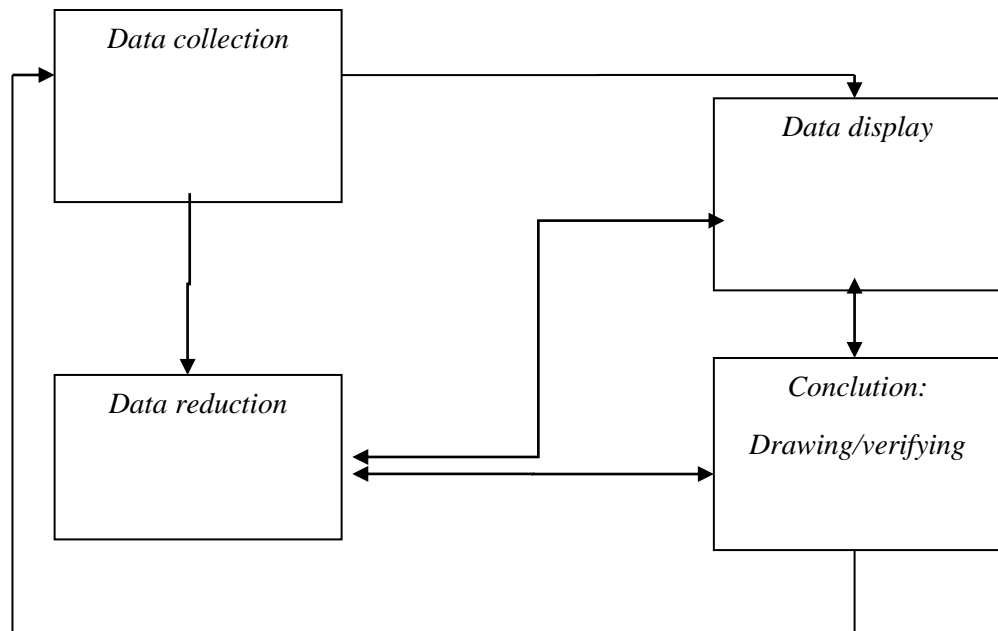 Data collection
Data display
Data reduction
Conclution:
Drawing/verifying